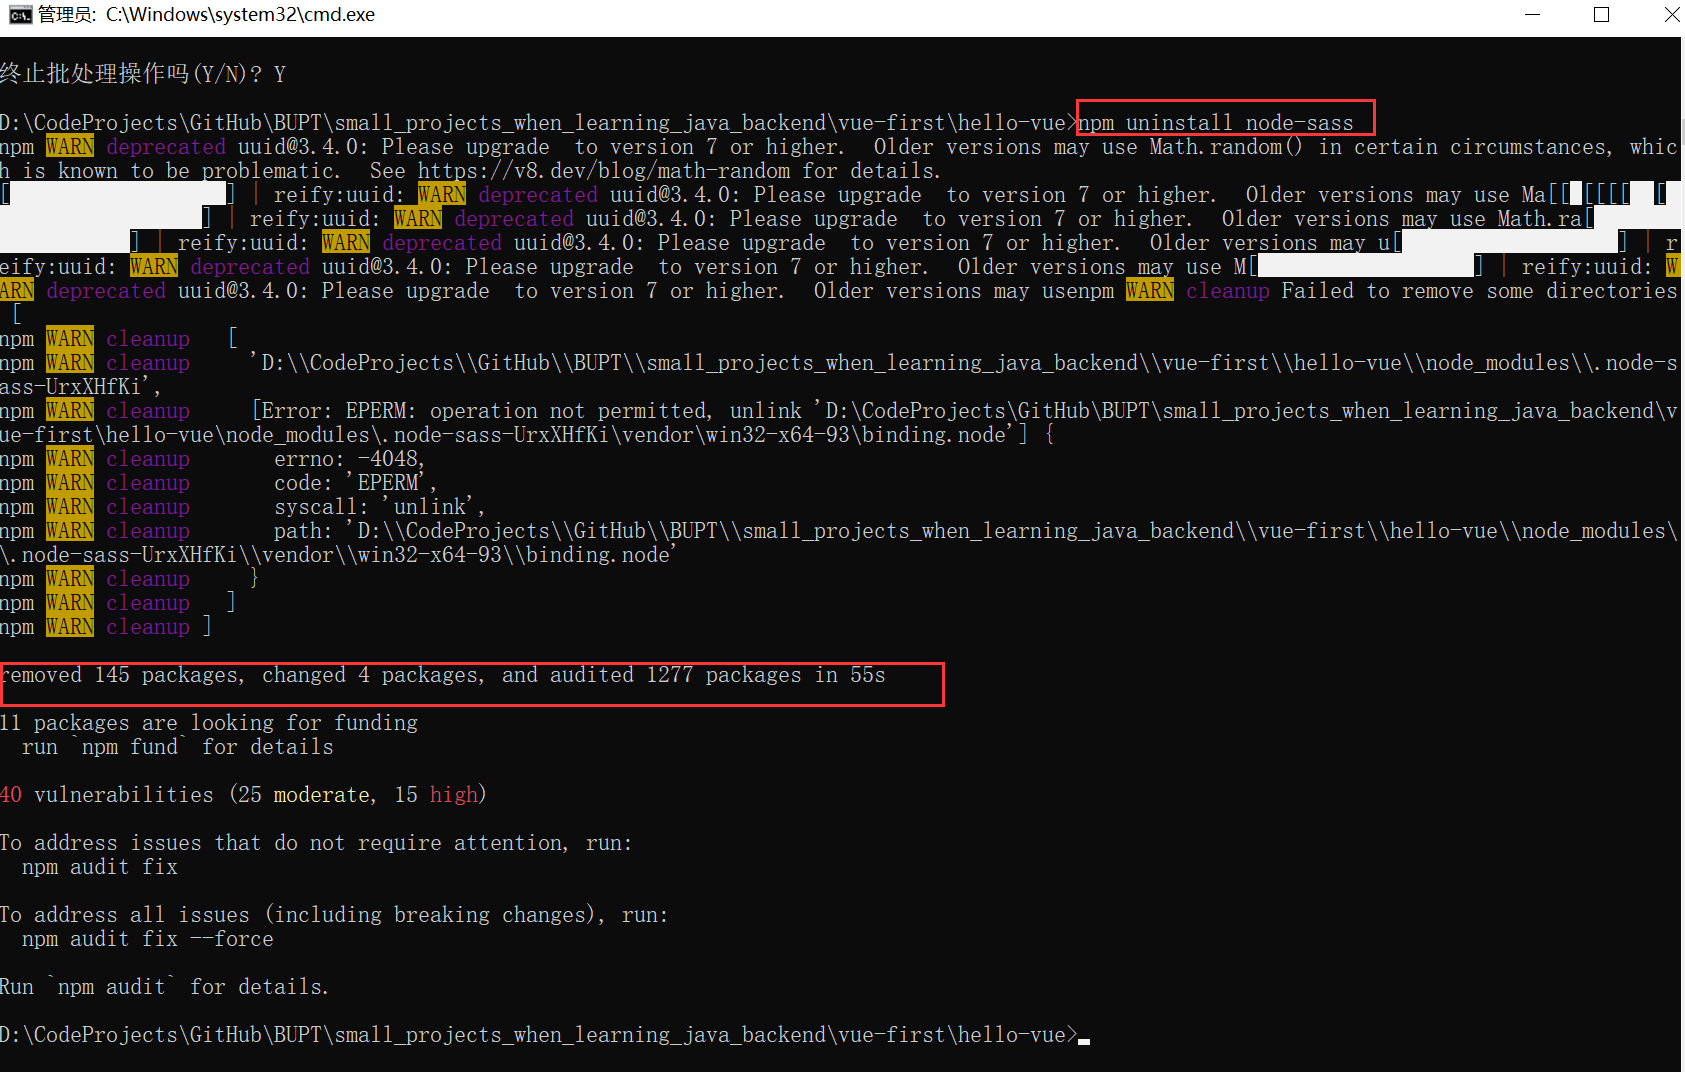 管理员: C:\Windows\system32\cmd.exe
终止批处理操作吗(Y/N)? Y
D:\CodeProjects\GitHub\BUPT\small_projects_when_learning_java_backend\vue-first\hello-vue>npm uninstall node-sass
npm WARN deprecated uuid@3.4.0: Please upgrade  to version 7 or higher.  Older versions may use Math.random() in certain circumstances, whic
h is known to be problematic.  See https://v8.dev/blog/math-random for details.
[                  ] | reify:uuid: WARN deprecated uuid@3.4.0: Please upgrade  to version 7 or higher.  Older versions may use Ma[[ [[[[  [
                 ] | reify:uuid: WARN deprecated uuid@3.4.0: Please upgrade  to version 7 or higher.  Older versions may use Math.ra[
           ] | reify:uuid: WARN deprecated uuid@3.4.0: Please upgrade  to version 7 or higher.  Older versions may u[                  ] | r
eify:uuid: WARN deprecated uuid@3.4.0: Please upgrade  to version 7 or higher.  Older versions may use M[                  ] | reify:uuid: W
ARN deprecated uuid@3.4.0: Please upgrade  to version 7 or higher.  Older versions may usenpm WARN cleanup Failed to remove some directories
 [
npm WARN cleanup   [
npm WARN cleanup     'D:\\CodeProjects\\GitHub\\BUPT\\small_projects_when_learning_java_backend\\vue-first\\hello-vue\\node_modules\\.node-s
ass-UrxXHfKi',
npm WARN cleanup     [Error: EPERM: operation not permitted, unlink 'D:\CodeProjects\GitHub\BUPT\small_projects_when_learning_java_backend\v
ue-first\hello-vue\node_modules\.node-sass-UrxXHfKi\vendor\win32-x64-93\binding.node'] {
npm WARN cleanup       errno: -4048,
npm WARN cleanup       code: 'EPERM',
npm WARN cleanup       syscall: 'unlink',
npm WARN cleanup       path: 'D:\\CodeProjects\\GitHub\\BUPT\\small_projects_when_learning_java_backend\\vue-first\\hello-vue\\node_modules\
\.node-sass-UrxXHfKi\\vendor\\win32-x64-93\\binding.node'
npm WARN cleanup     }
npm WARN cleanup   ]
npm WARN cleanup ]
removed 145 packages, changed 4 packages, and audited 1277 packages in 55s
11 packages are looking for funding
  run `npm fund` for details
40 vulnerabilities (25 moderate, 15 high)
To address issues that do not require attention, run:
  npm audit fix
To address all issues (including breaking changes), run:
  npm audit fix --force
Run `npm audit` for details.
D:\CodeProjects\GitHub\BUPT\small_projects_when_learning_java_backend\vue-first\hello-vue>